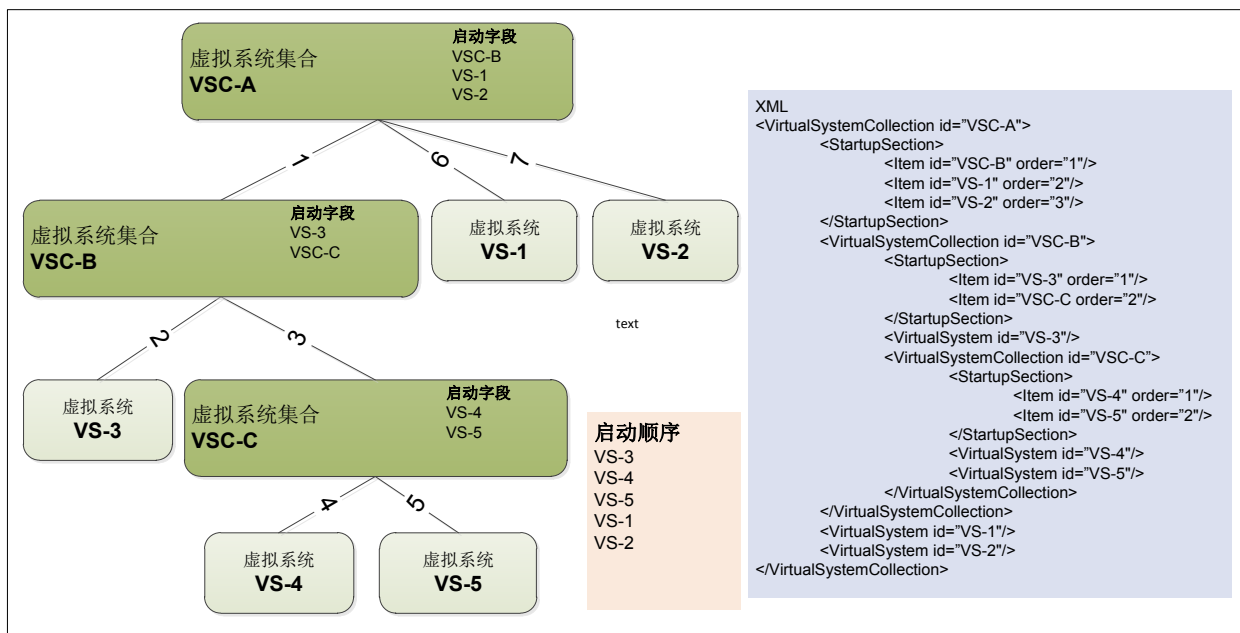 虚拟系统集合
VSC-A
启动字段
VSC-B
VS-1
VS-2
1
6
7
虚拟系统集合
VSC-B
启动字段
VS-3
VSC-C
虚拟系统
VS-1
虚拟系统
VS-2
2
3
text
虚拟系统
VS-3
虚拟系统集合
VSC-C
启动字段
VS-4
VS-5
4
5
虚拟系统
VS-4
虚拟系统
VS-5
启动顺序
VS-3
VS-4
VS-5
VS-1
VS-2
XML
<VirtualSystemCollection id=”VSC-A">
<StartupSection>
<Item id=”VSC-B" order=”1"/>
<Item id=”VS-1" order=”2"/>
<Item id=”VS-2" order=”3"/>
</StartupSection>
<VirtualSystemCollection id=”VSC-B">
<StartupSection>
<Item id=”VS-3" order=”1"/>
<Item id=”VSC-C order=”2"/>
</StartupSection>
<VirtualSystem id=”VS-3"/>
<VirtualSystemCollection id=”VSC-C”>
<StartupSection>
<Item id=”VS-4" order=”1"/>
<Item id=”VS-5" order=”2"/>
</StartupSection>
<VirtualSystem id=”VS-4"/>
<VirtualSystem id=”VS-5"/>
</VirtualSystemCollection>
</VirtualSystemCollection>
<VirtualSystem id=”VS-1"/>
<VirtualSystem id=”VS-2"/>
</VirtualSystemCollection>